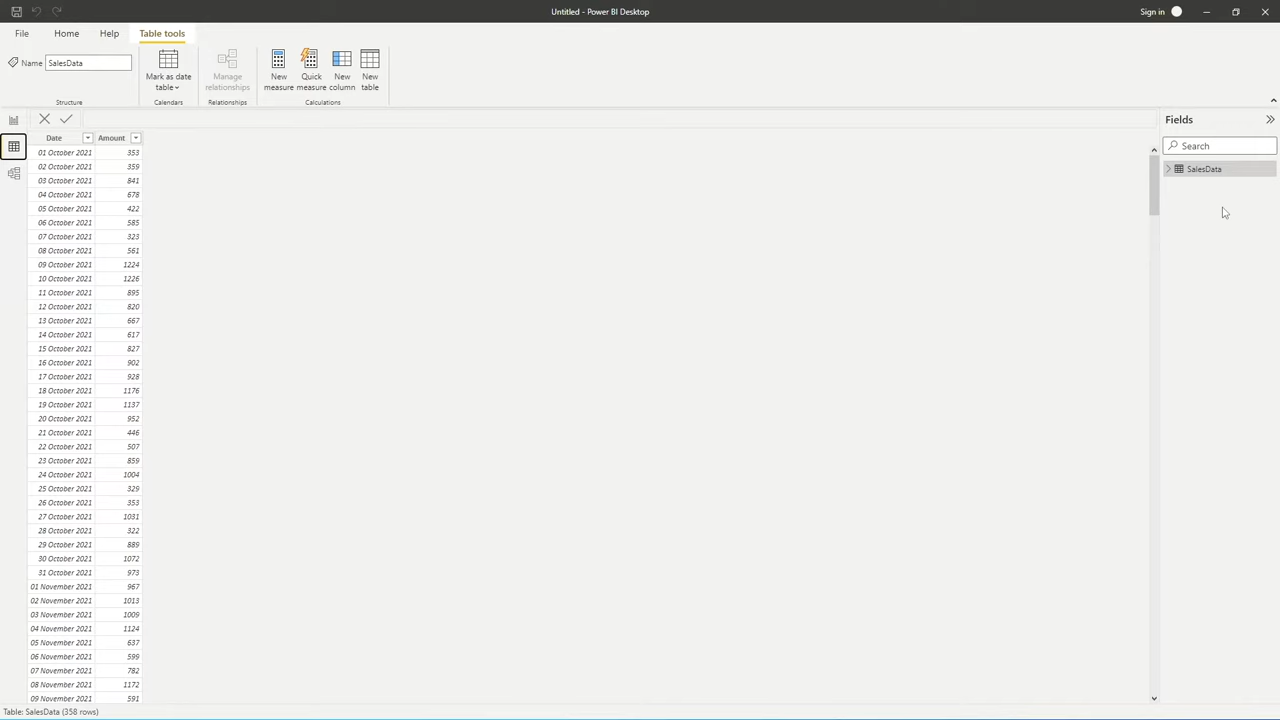 Untitled - Power BI Desktop
Sign in
File Home Help Table tools
Name SalesData
Mark as date table
Manage relationships
New measure
Quick measure
New column
New table
Structure Calendars Relationships Calculations
Fields
Search
SalesData
Date Amount
01 October 2021 353
02 October 2021 359
03 October 2021 841
04 October 2021 678
05 October 2021 422
06 October 2021 585
07 October 2021 323
08 October 2021 561
09 October 2021 1224
10 October 2021 1226
11 October 2021 895
12 October 2021 820
13 October 2021 667
14 October 2021 617
15 October 2021 827
16 October 2021 902
17 October 2021 928
18 October 2021 1176
19 October 2021 1137
20 October 2021 952
21 October 2021 446
22 October 2021 507
23 October 2021 859
24 October 2021 1004
25 October 2021 329
26 October 2021 353
27 October 2021 1031
28 October 2021 322
29 October 2021 889
30 October 2021 1072
31 October 2021 973
01 November 2021 967
02 November 2021 1013
03 November 2021 1009
04 November 2021 1124
05 November 2021 637
06 November 2021 599
07 November 2021 782
08 November 2021 1172
09 November 2021 591
Table: SalesData (358 rows)